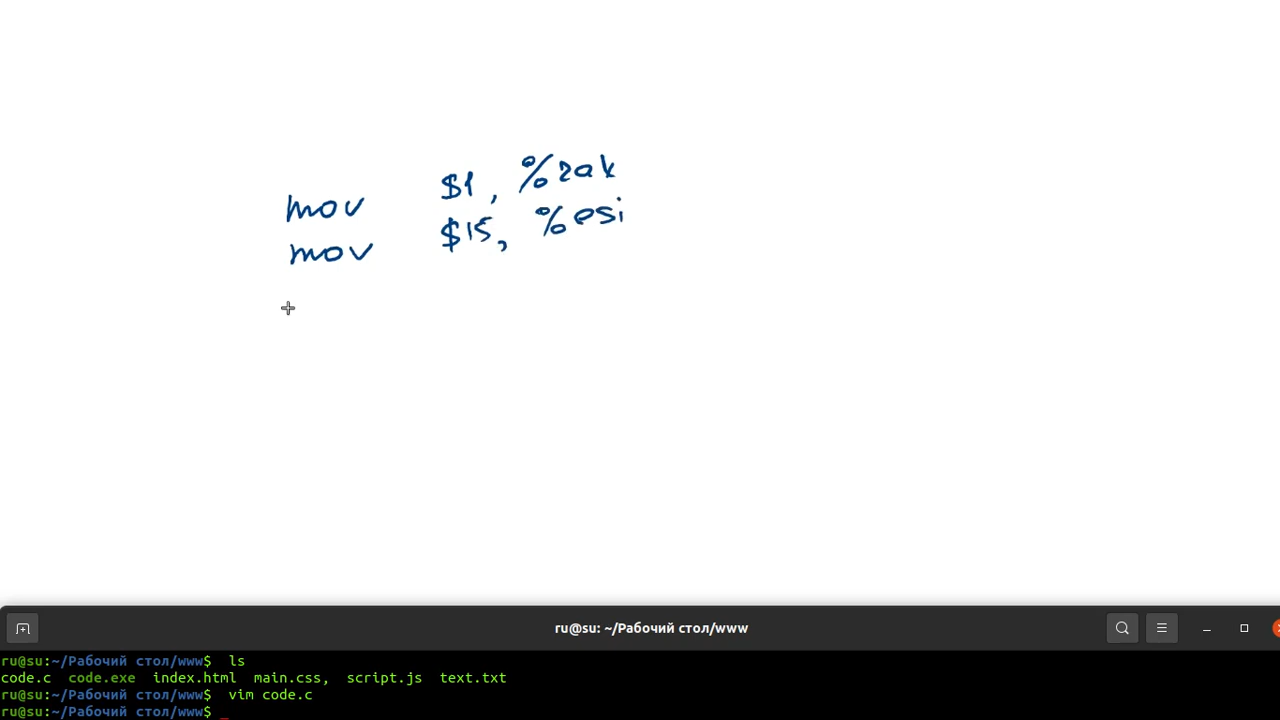 mov $1, %rak
mov $15, %esi
ru@su: ~/Рабочий стол/www
ru@su:~/Рабочий стол/www$ ls
code.c code.exe index.html main.css, script.js text.txt
ru@su:~/Рабочий стол/www$ vim code.c
ru@su:~/Рабочий стол/www$